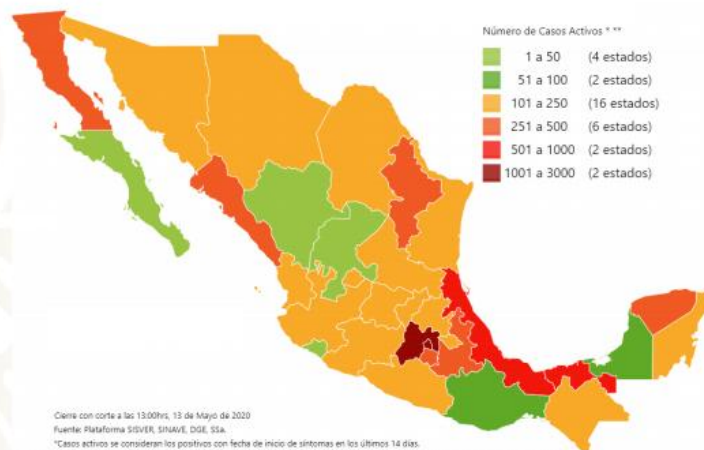 Número de Casos Activos * **
1 a 50 (4 estados)
51 a 100 (2 estados)
101 a 250 (16 estados)
251 a 500 (6 estados)
501 a 1000 (2 estados)
1001 a 3000 (2 estados)
Cierre con corte a las 13:00hrs, 13 de Mayo de 2020
Fuente: Plataforma SISVER, SINAVE, DGE, SSa.
*Casos activos se consideran los positivos con fecha de inicio de síntomas en los últimos 14 días.